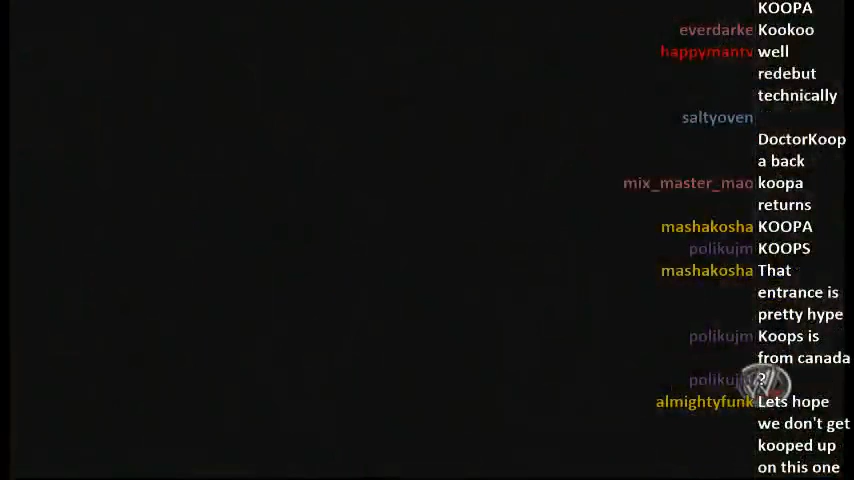 KOOPA
everdarke Kookoo
happymantv well
redebut
technically
saltyoven
DoctorKoop
a back
mix_master_mao koopa
returns
mashakosha KOOPA
polikujm KOOPS
mashakosha That
entrance is
pretty hype
polikujm Koops is
from canada
polikujm ?
almightyfunk Lets hope
we don't get
kooped up
on this one